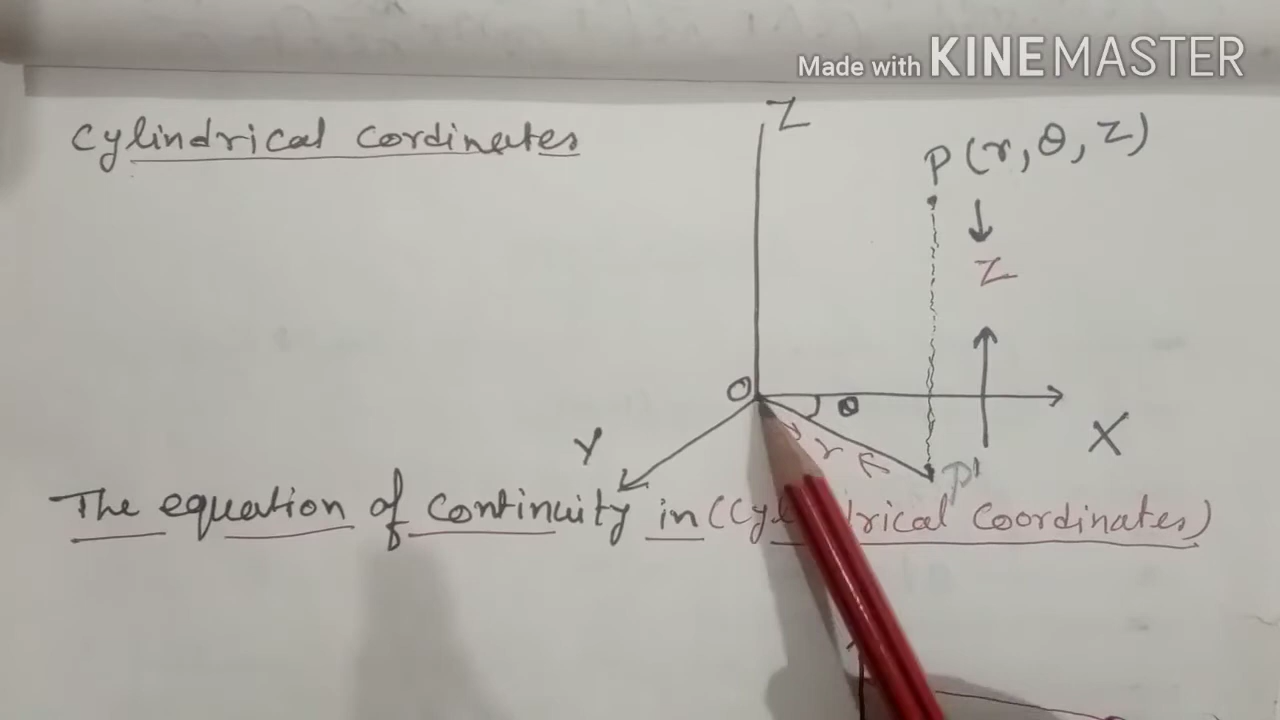 Made with KINEMASTER
Cylindrical Cordinates
Z
P(r, θ, Z)
Z
O
θ
r
Y
X
P'
The equation of continuity in (Cylindrical Coordinates)